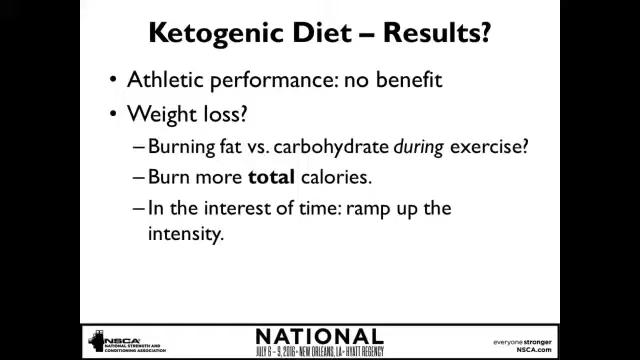 Ketogenic Diet – Results?
• Athletic performance: no benefit
• Weight loss?
–Burning fat vs. carbohydrate during exercise?
–Burn more total calories.
–In the interest of time: ramp up the
intensity.
NSCA
NATIONAL STRENGTH AND
CONDITIONING ASSOCIATION
NATIONAL
JULY 6 – 9, 2016 • NEW ORLEANS, LA • HYATT REGENCY
everyone stronger
NSCA.com